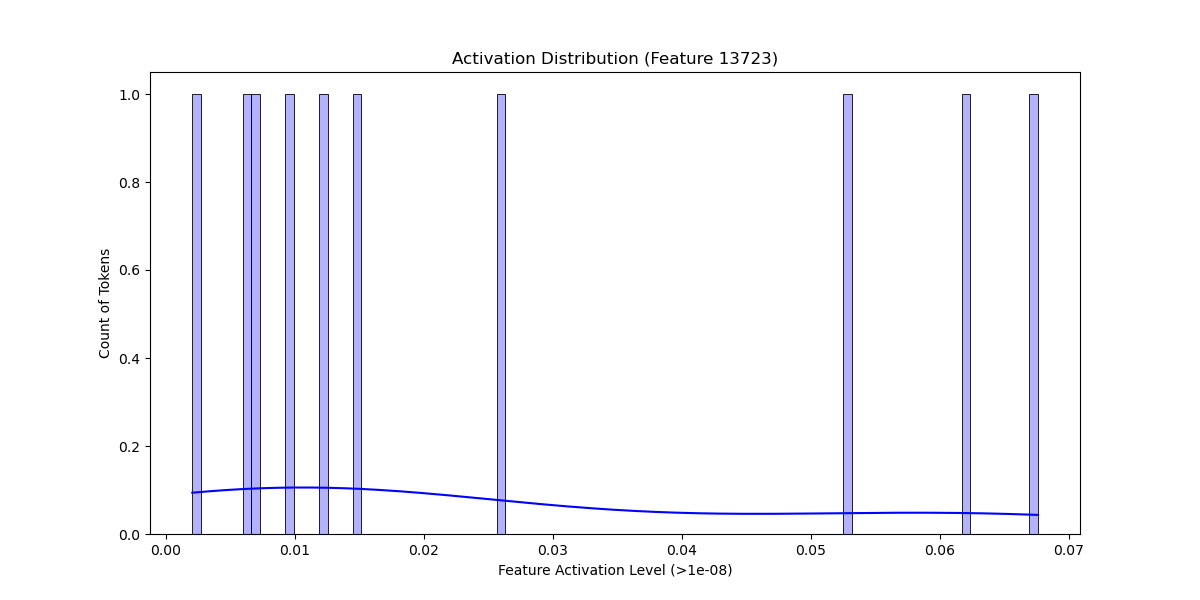 Activation Distribution (Feature 13723)
1.0
0.8
0.6
0.4
0.2
0.0
Count of Tokens
0.00 0.01 0.02 0.03 0.04 0.05 0.06 0.07
Feature Activation Level (>1e-08)